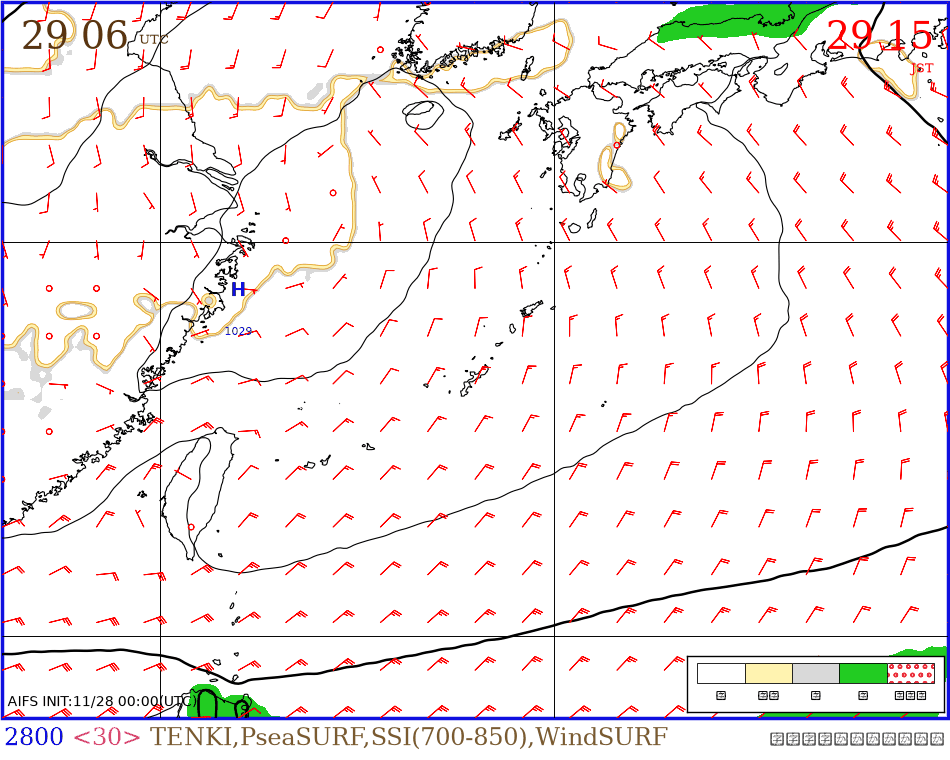 29 06 UTC
29 15 JST
H
1029
AIFS INIT:11/28 00:00(UTC)
2800 <30> TENKI,PseaSURF,SSI(700-850),WindSURF